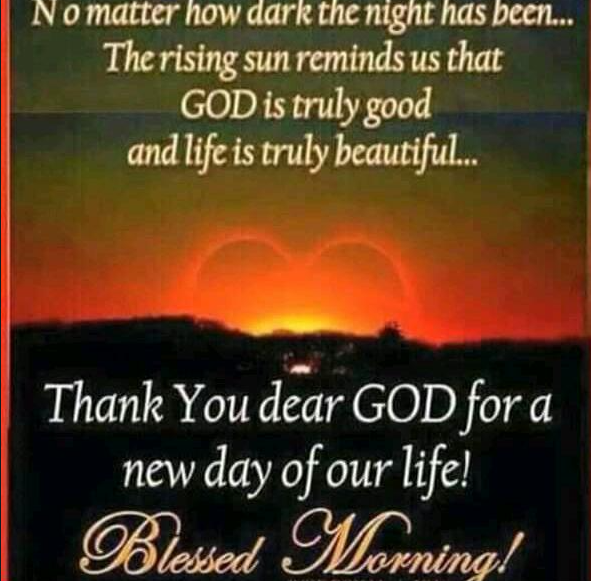 No matter how dark the night has been...
The rising sun reminds us that
GOD is truly good
and life is truly beautiful...
Thank You dear GOD for a
new day of our life!
Blessed Morning!